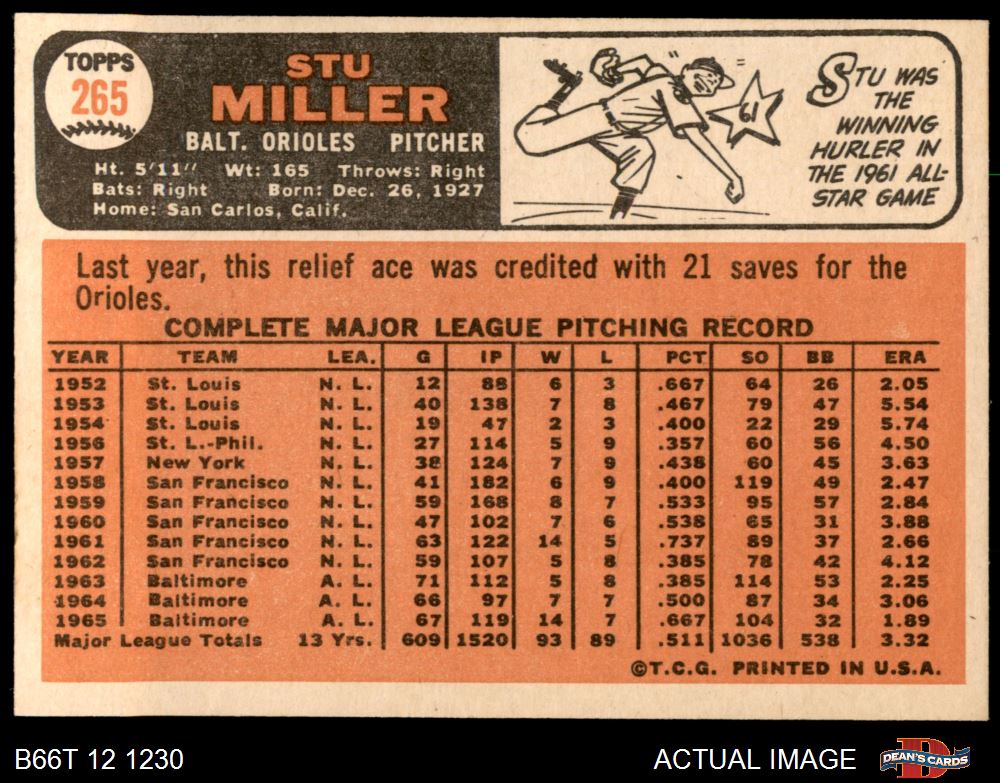 TOPPS
265
STU
MILLER
BALT. ORIOLES PITCHER
Ht. 5'11" Wt: 165 Throws: Right
Bats: Right Born: Dec. 26, 1927
Home: San Carlos, Calif.
61
STU WAS
THE
WINNING
HURLER IN
THE 1961 ALL-
STAR GAME
Last year, this relief ace was credited with 21 saves for the
Orioles.
COMPLETE MAJOR LEAGUE PITCHING RECORD
YEAR TEAM LEA. G IP W L PCT SO BB ERA
1952 St. Louis N. L. 12 88 6 3 .667 64 26 2.05
1953 St. Louis N. L. 40 138 7 8 .467 79 47 5.54
1954 St. Louis N. L. 19 47 2 3 .400 22 29 5.74
1956 St. L.-Phil. N. L. 27 114 5 9 .357 60 56 4.50
1957 New York N. L. 38 124 7 9 .438 60 45 3.63
1958 San Francisco N. L. 41 182 6 9 .400 119 49 2.47
1959 San Francisco N. L. 59 168 8 7 .533 95 57 2.84
1960 San Francisco N. L. 47 102 7 6 .538 65 31 3.88
1961 San Francisco N. L. 63 122 14 5 .737 89 37 2.66
1962 San Francisco N. L. 59 107 5 8 .385 78 42 4.12
1963 Baltimore A. L. 71 112 5 8 .385 114 53 2.25
1964 Baltimore A. L. 66 97 7 7 .500 87 34 3.06
1965 Baltimore A. L. 67 119 14 7 .667 104 32 1.89
Major League Totals 13 Yrs. 609 1520 93 89 .511 1036 538 3.32
©T.C.G. PRINTED IN U.S.A.
B66T 12 1230
ACTUAL IMAGE
D
DEAN'S CARDS